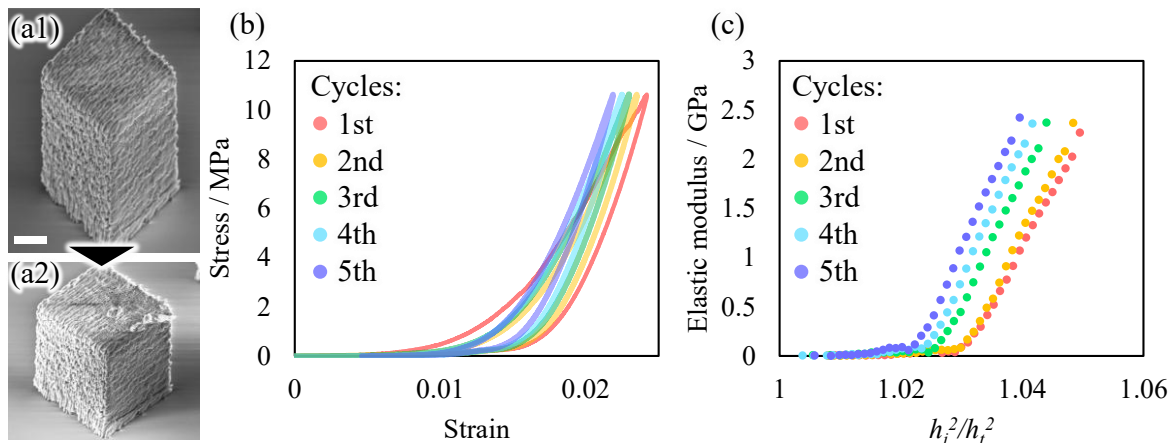 (a1)
(a2)
(b)
12
10
8
6
4
2
0
Stress / MPa
Cycles:
1st
2nd
3rd
4th
5th
0
0.01
0.02
Strain
(c)
3
2.5
2
1.5
1
0.5
0
Elastic modulus / GPa
Cycles:
1st
2nd
3rd
4th
5th
1
1.02
1.04
1.06
h_i²/h_t²